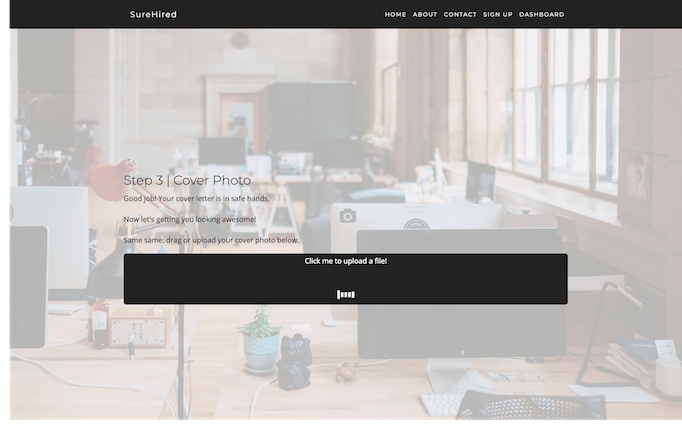 SureHired
HOME ABOUT CONTACT SIGN UP DASHBOARD
Step 3 | Cover Photo
Good job! Your cover letter is in safe hands.
Now let's getting you looking awesome!
Same same, drag or upload your cover photo below.
Click me to upload a file!